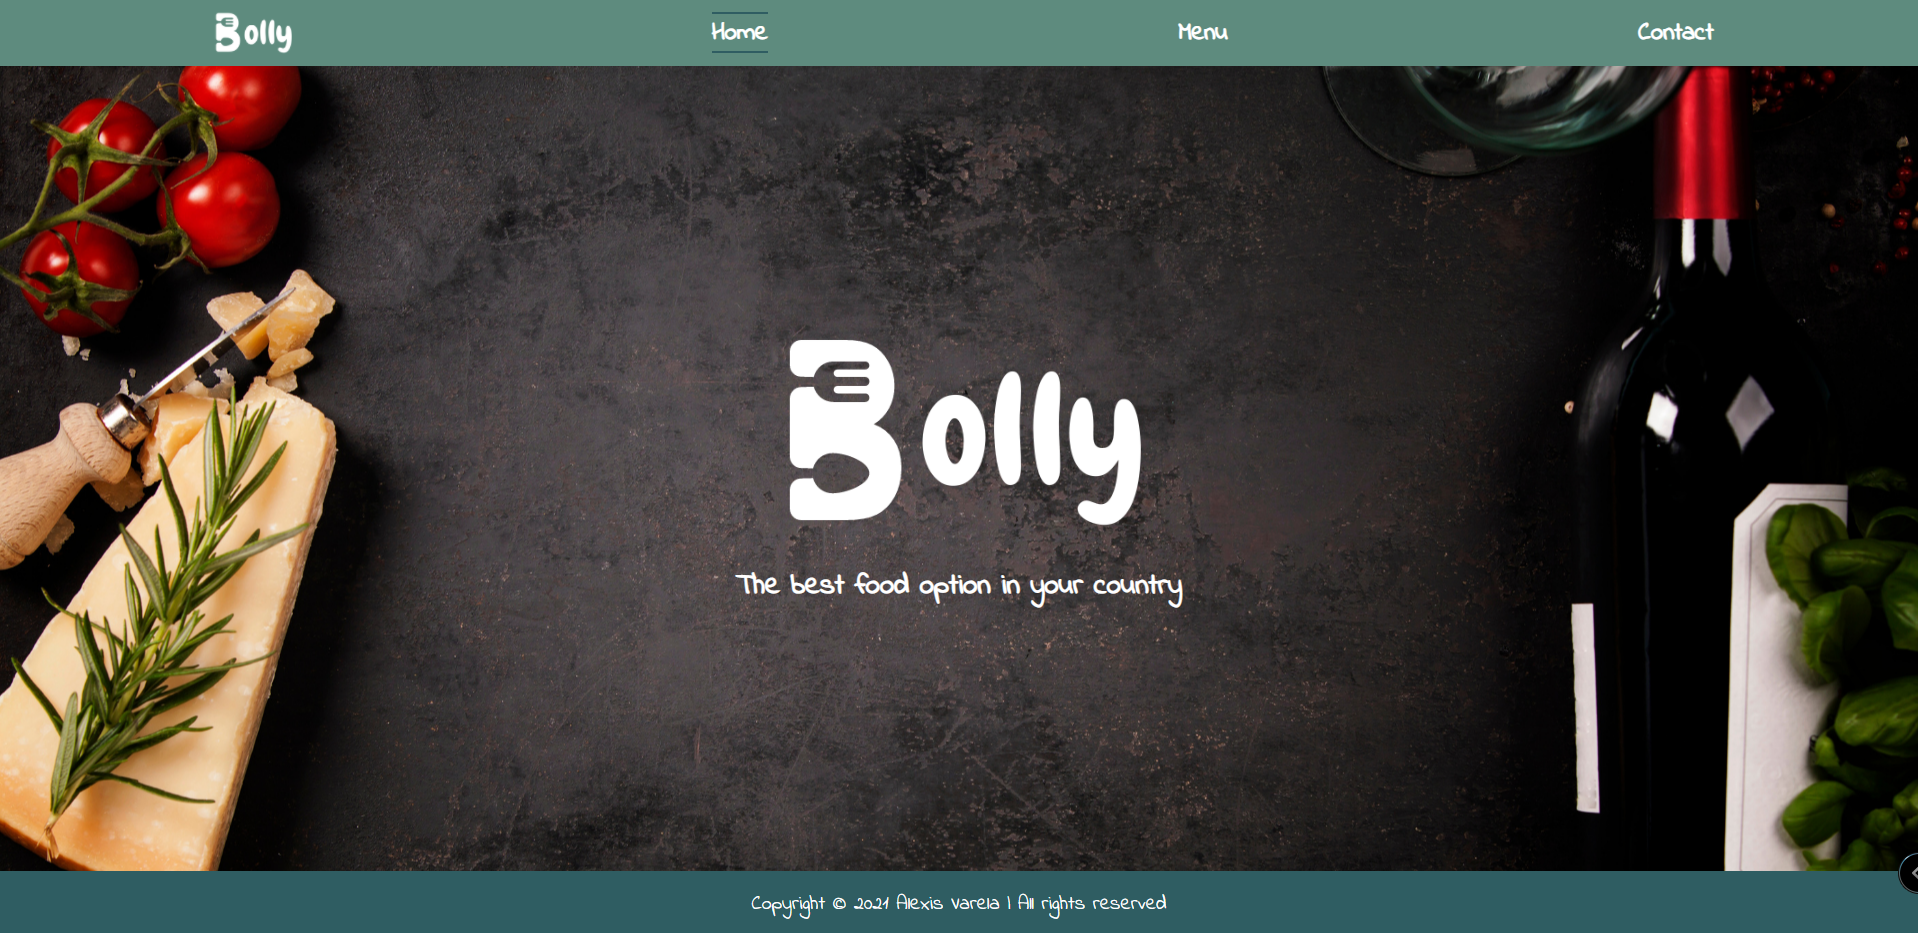 Bolly
Home
Menu
Contact
Bolly
The best food option in your country
Copyright © 2021 Alexis Varela | All rights reserved